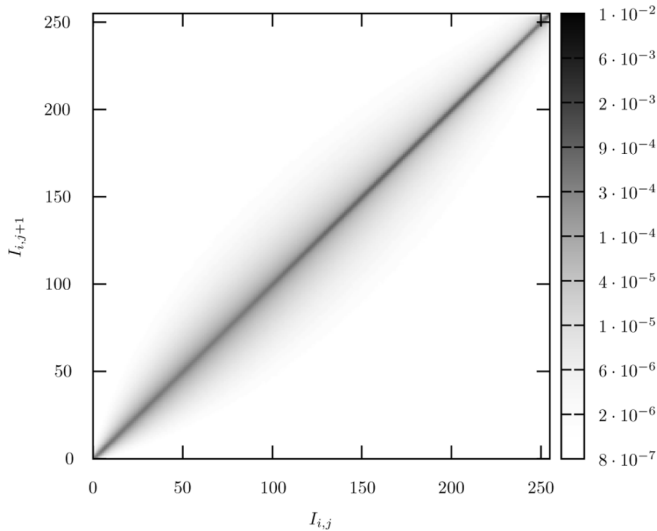 250
200
150
100
50
0
I_{i,j+1}
0 50 100 150 200 250
I_{i,j}
1 · 10^{-2}
6 · 10^{-3}
2 · 10^{-3}
9 · 10^{-4}
3 · 10^{-4}
1 · 10^{-4}
4 · 10^{-5}
1 · 10^{-5}
6 · 10^{-6}
2 · 10^{-6}
8 · 10^{-7}